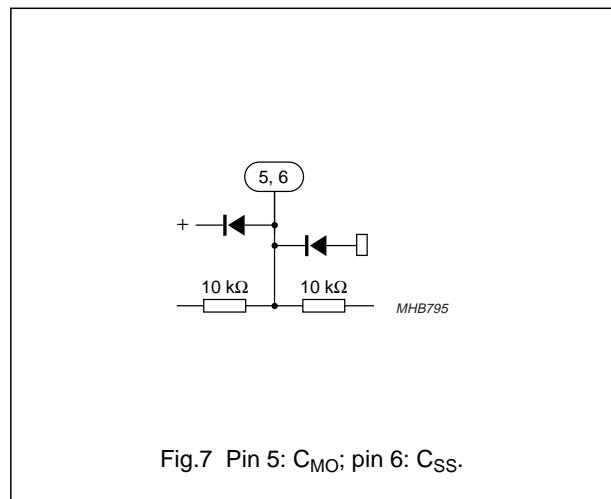 5, 6
+
10 kΩ 10 kΩ
MHB795
Fig.7 Pin 5: C_MO; pin 6: C_SS.